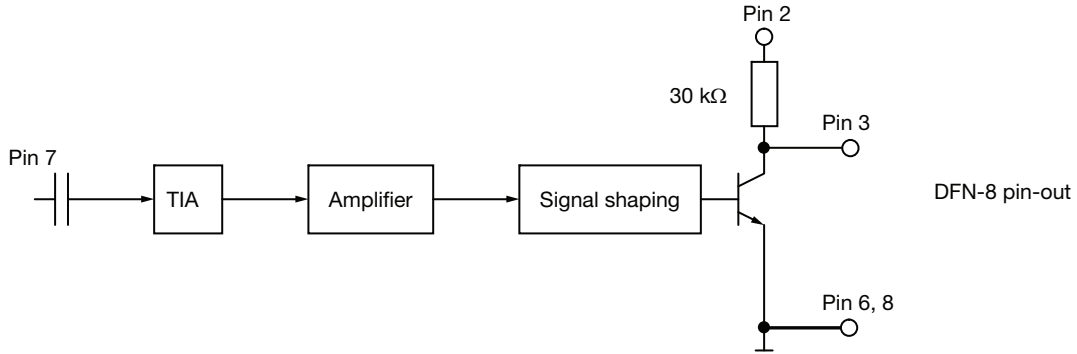 Pin 2
30 kΩ
Pin 3
Pin 7
TIA
Amplifier
Signal shaping
DFN-8 pin-out
Pin 6, 8